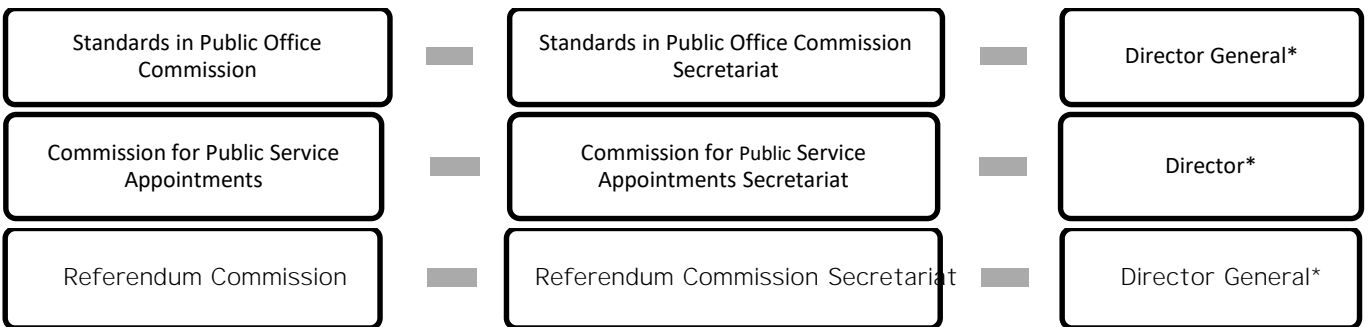 Standards in Public Office
Commission
Standards in Public Office Commission
Secretariat
Director General*
Commission for Public Service
Appointments
Commission for Public Service
Appointments Secretariat
Director*
Referendum Commission
Referendum Commission Secretariat
Director General*